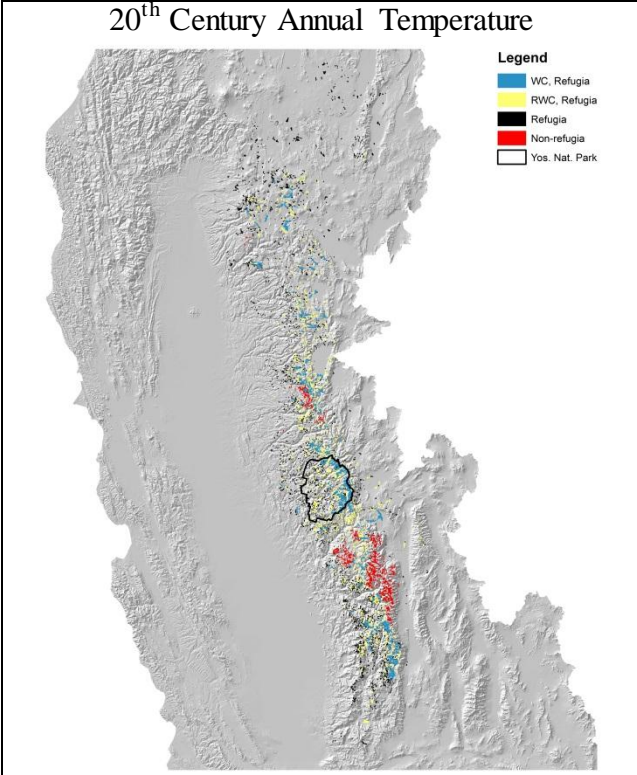 20th Century Annual Temperature
Legend
WC, Refugia
RWC, Refugia
Refugia
Non-refugia
Yos. Nat. Park